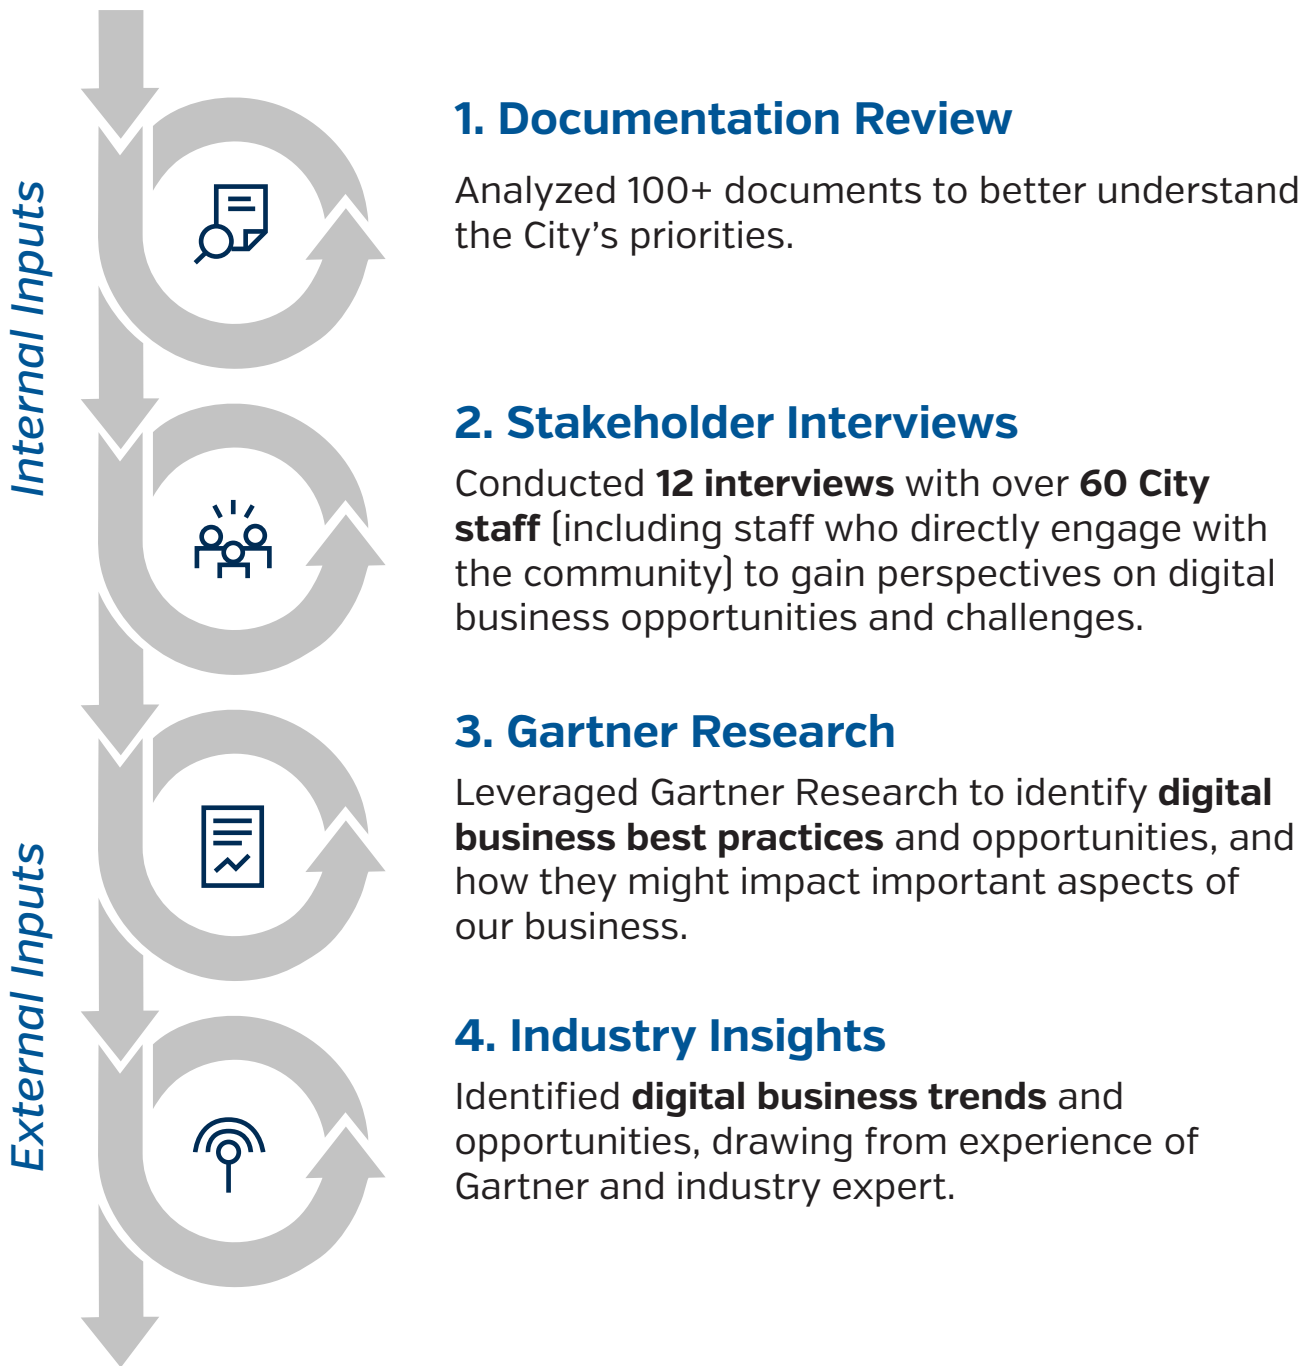 Internal Inputs
1. Documentation Review
Analyzed 100+ documents to better understand
the City's priorities.
2. Stakeholder Interviews
Conducted 12 interviews with over 60 City
staff (including staff who directly engage with
the community) to gain perspectives on digital
business opportunities and challenges.
External Inputs
3. Gartner Research
Leveraged Gartner Research to identify digital
business best practices and opportunities, and
how they might impact important aspects of
our business.
4. Industry Insights
Identified digital business trends and
opportunities, drawing from experience of
Gartner and industry expert.